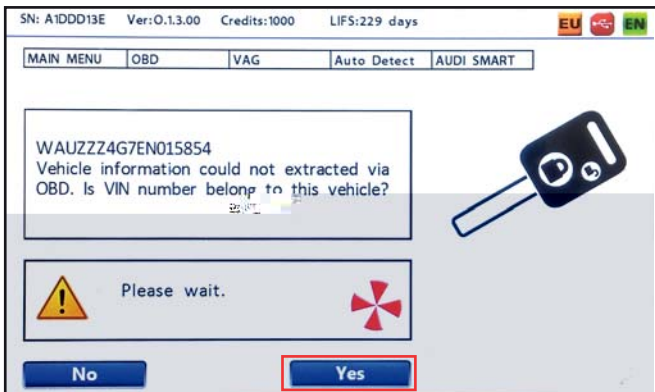 SN: A1DDD13E Ver:0.1.3.00 Credits:1000 LIFS:229 days EU EN
MAIN MENU OBD VAG Auto Detect AUDI SMART
WAUZZZ4G7EN015854
Vehicle information could not extracted via
OBD. Is VIN number belong to this vehicle?
Please wait.
No Yes